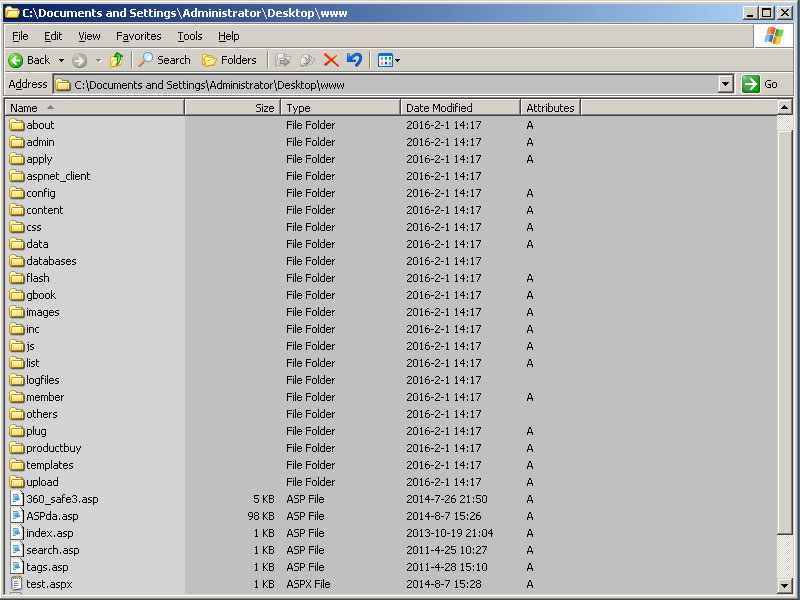 C:\Documents and Settings\Administrator\Desktop\www
File Edit View Favorites Tools Help
Back Search Folders
Address C:\Documents and Settings\Administrator\Desktop\www Go
Name Size Type Date Modified Attributes
about File Folder 2016-2-1 14:17 A
admin File Folder 2016-2-1 14:17 A
apply File Folder 2016-2-1 14:17 A
aspnet_client File Folder 2016-2-1 14:17
config File Folder 2016-2-1 14:17 A
content File Folder 2016-2-1 14:17 A
css File Folder 2016-2-1 14:17 A
data File Folder 2016-2-1 14:17 A
databases File Folder 2016-2-1 14:17
flash File Folder 2016-2-1 14:17 A
gbook File Folder 2016-2-1 14:17 A
images File Folder 2016-2-1 14:17 A
inc File Folder 2016-2-1 14:17 A
js File Folder 2016-2-1 14:17 A
list File Folder 2016-2-1 14:17 A
logfiles File Folder 2016-2-1 14:17
member File Folder 2016-2-1 14:17 A
others File Folder 2016-2-1 14:17
plug File Folder 2016-2-1 14:17 A
productbuy File Folder 2016-2-1 14:17 A
templates File Folder 2016-2-1 14:17 A
upload File Folder 2016-2-1 14:17 A
360_safe3.asp 5 KB ASP File 2014-7-26 21:50 A
ASPda.asp 98 KB ASP File 2014-8-7 15:26 A
index.asp 1 KB ASP File 2013-10-19 21:04 A
search.asp 1 KB ASP File 2011-4-25 10:27 A
tags.asp 1 KB ASP File 2011-4-28 15:10 A
test.aspx 1 KB ASPX File 2014-8-7 15:28 A